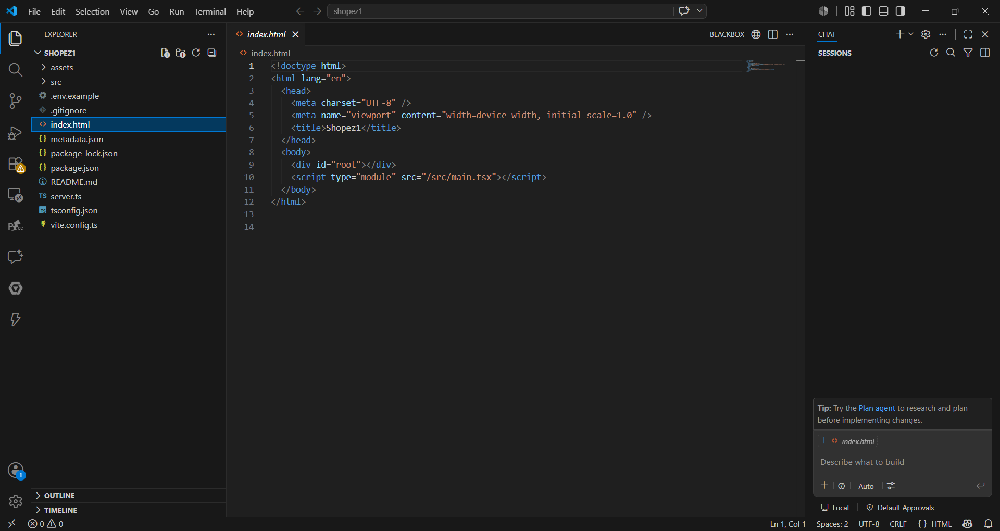 File Edit Selection View Go Run Terminal Help
shopez1
EXPLORER
SHOPEZ1
assets
src
.env.example
.gitignore
index.html
metadata.json
package-lock.json
package.json
README.md
TS server.ts
TS tsconfig.json
vite.config.ts
OUTLINE
TIMELINE
index.html
BLACKBOX
index.html
1 <!doctype html>
2 <html lang="en">
3 <head>
4 <meta charset="UTF-8" />
5 <meta name="viewport" content="width=device-width, initial-scale=1.0" />
6 <title>Shopez1</title>
7 </head>
8 <body>
9 <div id="root"></div>
10 <script type="module" src="/src/main.tsx"></script>
11 </body>
12 </html>
13
14
CHAT
SESSIONS
Tip: Try the Plan agent to research and plan
before implementing changes.
index.html
Describe what to build
Auto
Local Default Approvals
1
0 0
Ln 1, Col 1 Spaces: 2 UTF-8 CRLF {} HTML